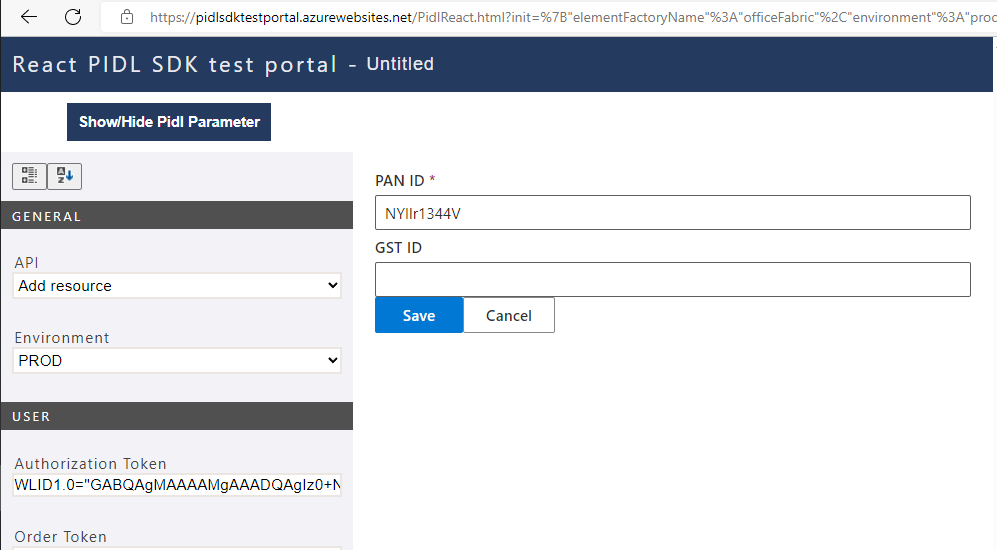 https://pidlsdktestportal.azurewebsites.net/PidlReact.html?init=%7B"elementFactoryName"%3A"officeFabric"%2C"environment"%3A"prod
React PIDL SDK test portal - Untitled
Show/Hide Pidl Parameter
GENERAL
API
Add resource
Environment
PROD
USER
Authorization Token
WLID1.0="GABQAgMAAAAMgAAADQAgIz0+N
Order Token
PAN ID *
NYIIr1344V
GST ID
Save Cancel